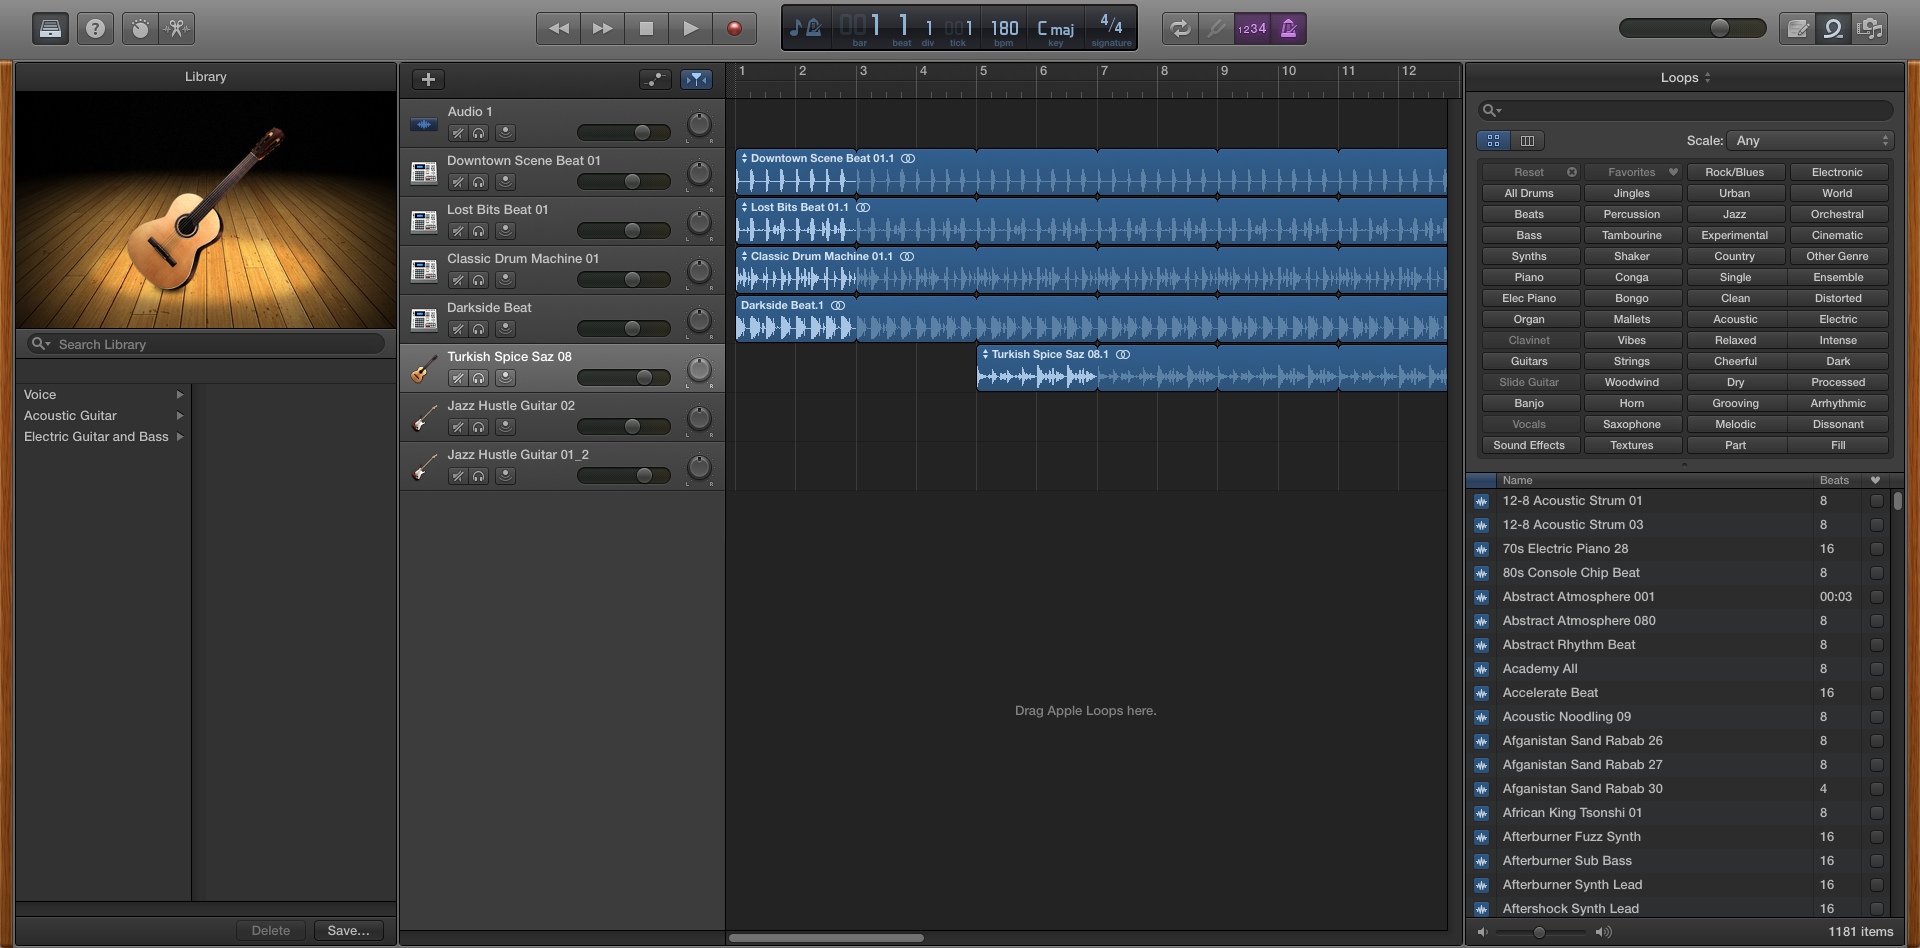 1 1 1 1 180 C maj 4/4
bar beat div tick bpm key signature
1234
Library
Search Library
Voice
Acoustic Guitar
Electric Guitar and Bass
Delete Save...
1 2 3 4 5 6 7 8 9 10 11 12
Audio 1
Downtown Scene Beat 01
Lost Bits Beat 01
Classic Drum Machine 01
Darkside Beat
Turkish Spice Saz 08
Jazz Hustle Guitar 02
Jazz Hustle Guitar 01_2
Downtown Scene Beat 01.1
Lost Bits Beat 01.1
Classic Drum Machine 01.1
Darkside Beat.1
Turkish Spice Saz 08.1
Drag Apple Loops here.
Loops
Scale: Any
Reset Favorites Rock/Blues Electronic
All Drums Jingles Urban World
Beats Percussion Jazz Orchestral
Bass Tambourine Experimental Cinematic
Synths Shaker Country Other Genre
Piano Conga Single Ensemble
Elec Piano Bongo Clean Distorted
Organ Mallets Acoustic Electric
Clavinet Vibes Relaxed Intense
Guitars Strings Cheerful Dark
Slide Guitar Woodwind Dry Processed
Banjo Horn Grooving Arrhythmic
Vocals Saxophone Melodic Dissonant
Sound Effects Textures Part Fill
Name Beats
12-8 Acoustic Strum 01 8
12-8 Acoustic Strum 03 8
70s Electric Piano 28 16
80s Console Chip Beat 8
Abstract Atmosphere 001 00:03
Abstract Atmosphere 080 8
Abstract Rhythm Beat 8
Academy All 8
Accelerate Beat 16
Acoustic Noodling 09 8
Afganistan Sand Rabab 26 8
Afganistan Sand Rabab 27 8
Afganistan Sand Rabab 30 4
African King Tsonshi 01 8
Afterburner Fuzz Synth 16
Afterburner Sub Bass 16
Afterburner Synth Lead 16
Aftershock Synth Lead 16
1181 items